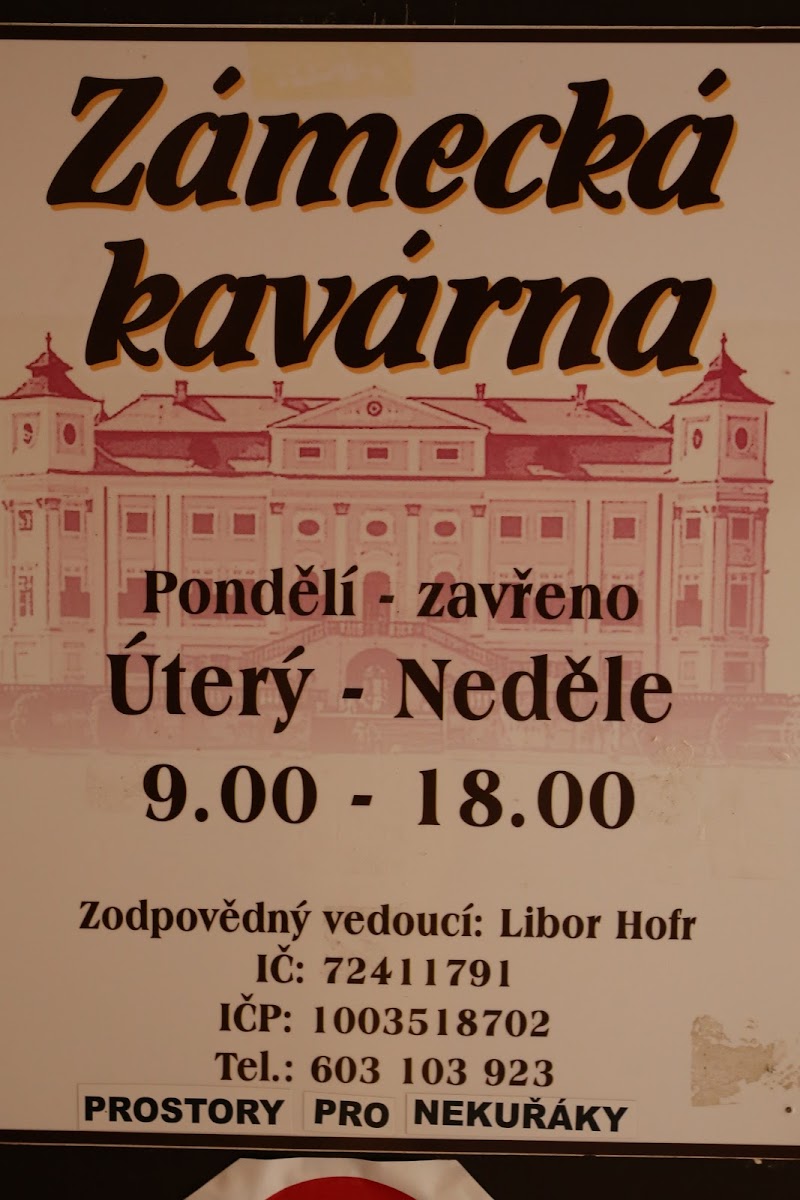 Zámecká
kavárna
Pondělí - zavřeno
Úterý - Neděle
9.00 - 18.00
Zodpovědný vedoucí: Libor Hofr
IČ: 72411791
IČP: 1003518702
Tel.: 603 103 923
PROSTORY PRO NEKUŘÁKY